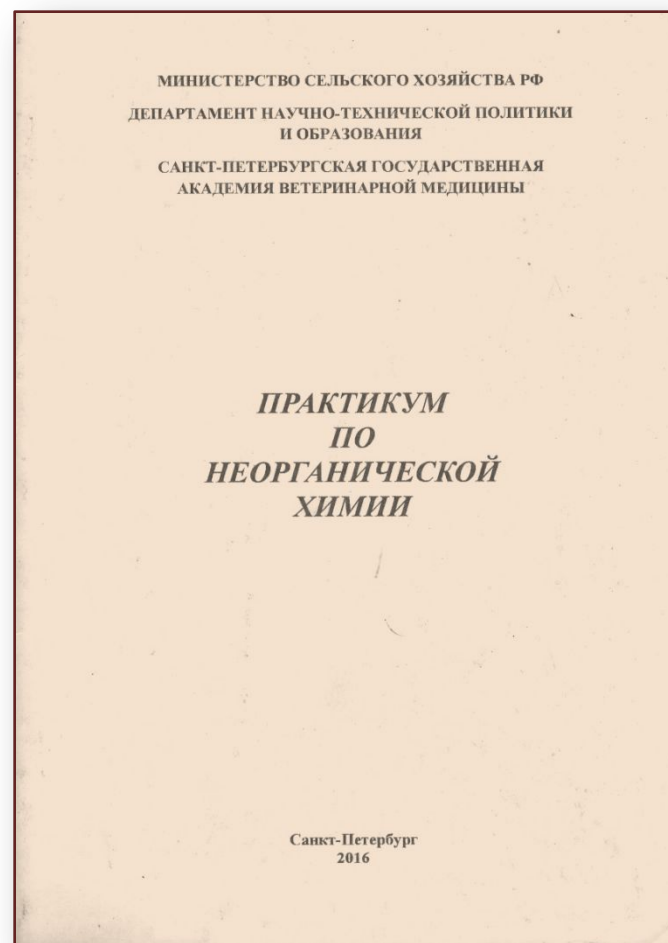 МИНИСТЕРСТВО СЕЛЬСКОГО ХОЗЯЙСТВА РФ
ДЕПАРТАМЕНТ НАУЧНО-ТЕХНИЧЕСКОЙ ПОЛИТИКИ
И ОБРАЗОВАНИЯ
САНКТ-ПЕТЕРБУРГСКАЯ ГОСУДАРСТВЕННАЯ
АКАДЕМИЯ ВЕТЕРИНАРНОЙ МЕДИЦИНЫ
ПРАКТИКУМ
ПО
НЕОРГАНИЧЕСКОЙ
ХИМИИ
Санкт-Петербург
2016